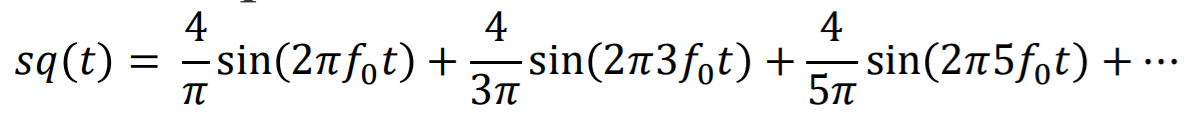 sq(t) = 4/π sin(2πf₀t) + 4/3π sin(2π3f₀t) + 4/5π sin(2π5f₀t) + ⋯